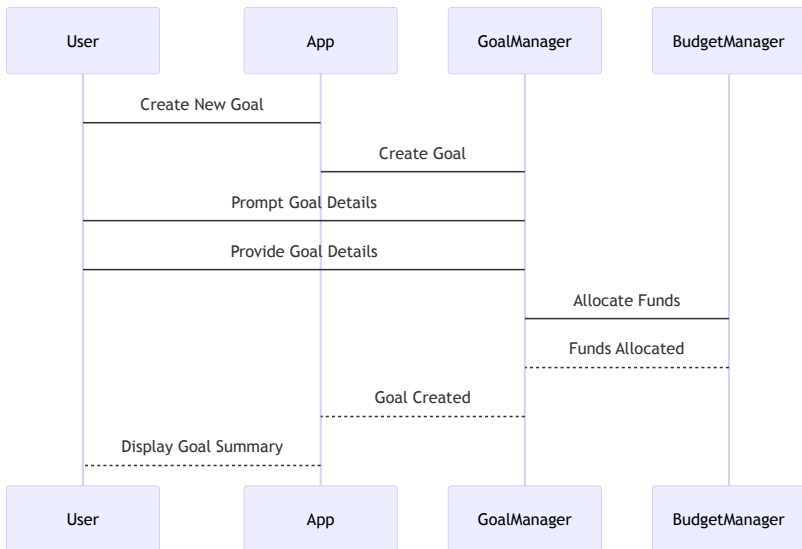 User App GoalManager BudgetManager
Create New Goal
Create Goal
Prompt Goal Details
Provide Goal Details
Allocate Funds
Funds Allocated
Goal Created
Display Goal Summary
User App GoalManager BudgetManager